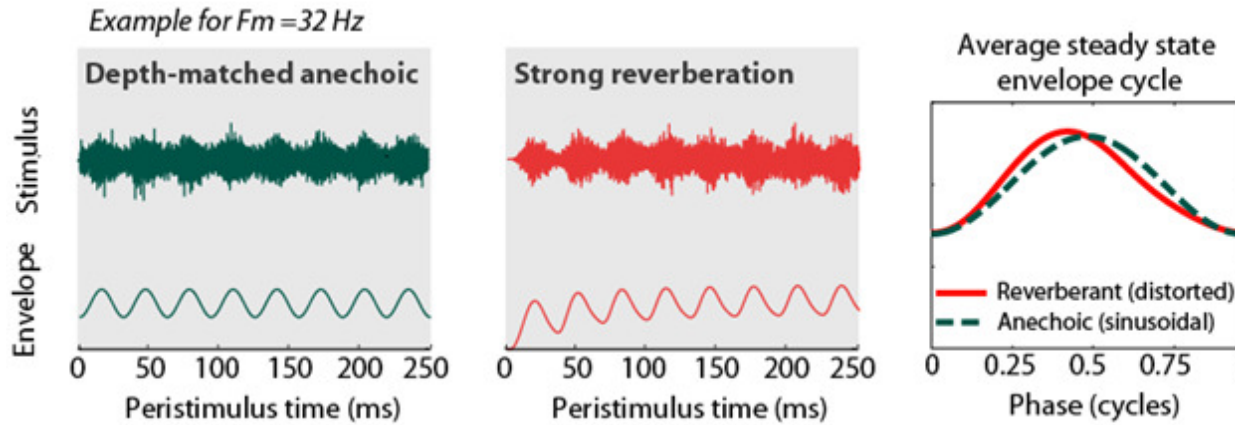 Example for Fm =32 Hz
Depth-matched anechoic
Stimulus
Envelope
0 50 100 150 200 250
Peristimulus time (ms)
Strong reverberation
0 50 100 150 200 250
Peristimulus time (ms)
Average steady state
envelope cycle
Reverberant (distorted)
Anechoic (sinusoidal)
0 0.25 0.5 0.75
Phase (cycles)